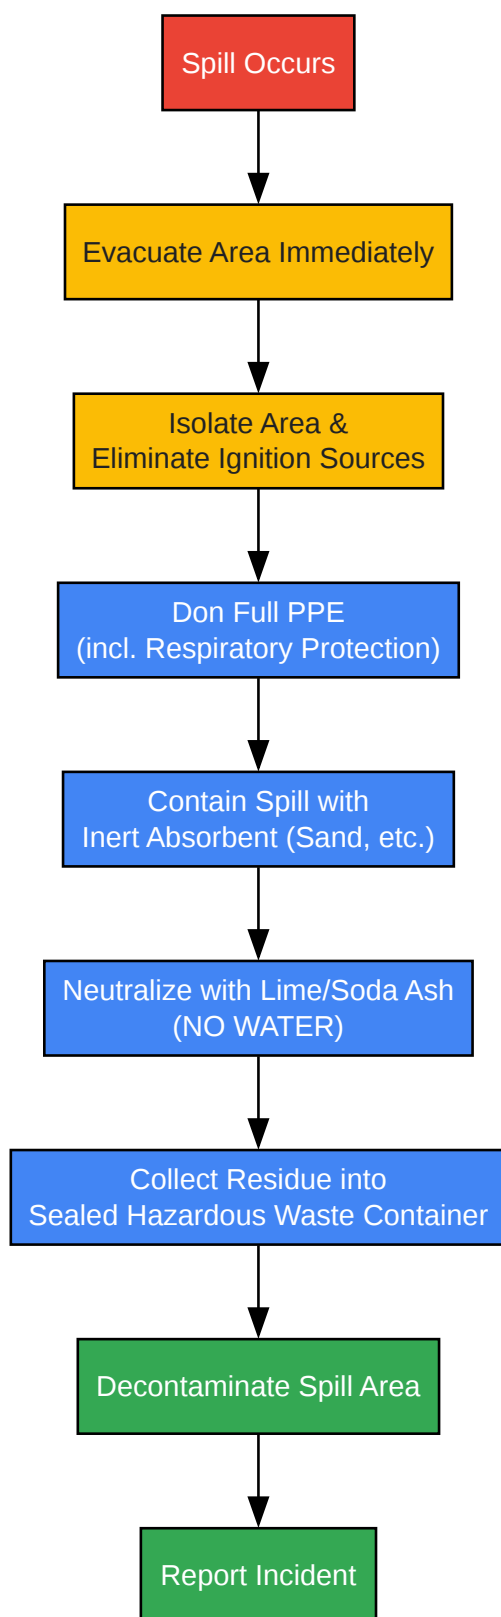 Spill Occurs
Evacuate Area Immediately
Isolate Area &
Eliminate Ignition Sources
Don Full PPE
(incl. Respiratory Protection)
Contain Spill with
Inert Absorbent (Sand, etc.)
Neutralize with Lime/Soda Ash
(NO WATER)
Collect Residue into
Sealed Hazardous Waste Container
Decontaminate Spill Area
Report Incident